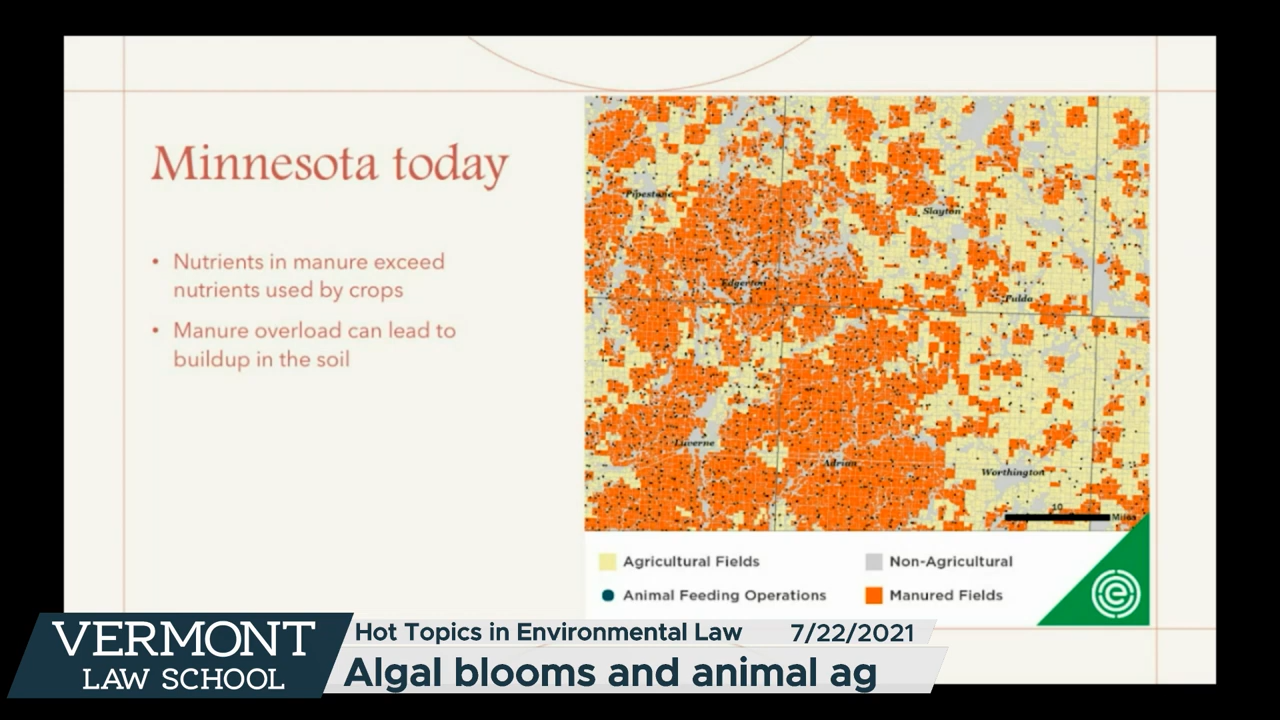 Minnesota today
• Nutrients in manure exceed
nutrients used by crops
• Manure overload can lead to
buildup in the soil
Pipestone
Slayton
Edgerton
Fulda
Luverne
Adrian
Worthington
10
Miles
Agricultural Fields
Non-Agricultural
Animal Feeding Operations
Manured Fields
VERMONT
LAW SCHOOL
Hot Topics in Environmental Law 7/22/2021
Algal blooms and animal ag